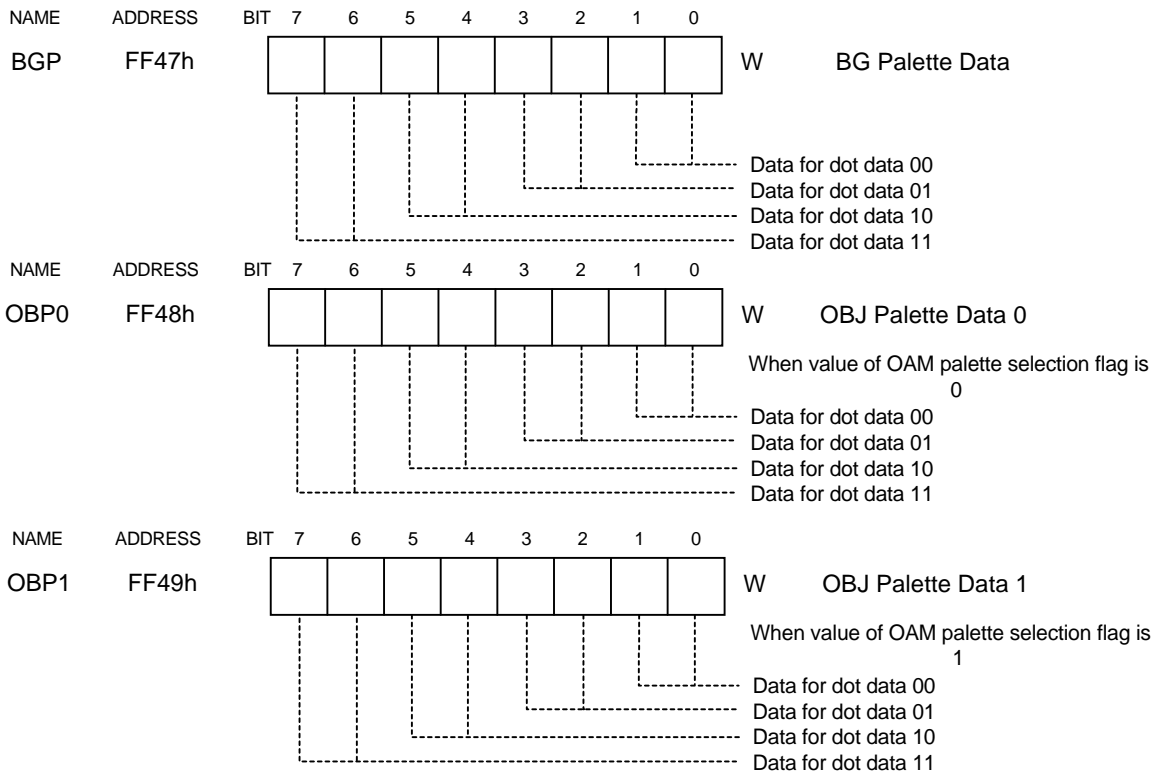 NAME ADDRESS BIT 7 6 5 4 3 2 1 0
BGP FF47h W BG Palette Data
Data for dot data 00
Data for dot data 01
Data for dot data 10
Data for dot data 11
NAME ADDRESS BIT 7 6 5 4 3 2 1 0
OBP0 FF48h W OBJ Palette Data 0
When value of OAM palette selection flag is
0
Data for dot data 00
Data for dot data 01
Data for dot data 10
Data for dot data 11
NAME ADDRESS BIT 7 6 5 4 3 2 1 0
OBP1 FF49h W OBJ Palette Data 1
When value of OAM palette selection flag is
1
Data for dot data 00
Data for dot data 01
Data for dot data 10
Data for dot data 11